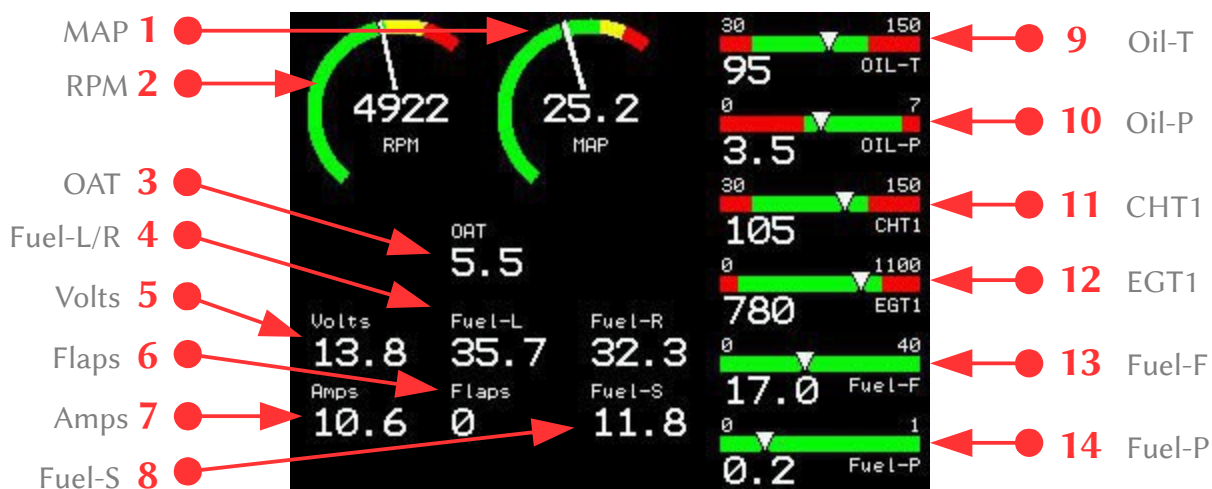 MAP 1
RPM 2
OAT 3
Fuel-L/R 4
Volts 5
Flaps 6
Amps 7
Fuel-S 8
4922
RPM
25.2
MAP
OAT
5.5
Volts Fuel-L Fuel-R
13.8 35.7 32.3
Amps Flaps Fuel-S
10.6 0 11.8
30 150
95 OIL-T
0 7
3.5 OIL-P
30 150
105 CHT1
0 1100
780 EGT1
0 40
17.0 Fuel-F
0 1
0.2 Fuel-P
9 Oil-T
10 Oil-P
11 CHT1
12 EGT1
13 Fuel-F
14 Fuel-P